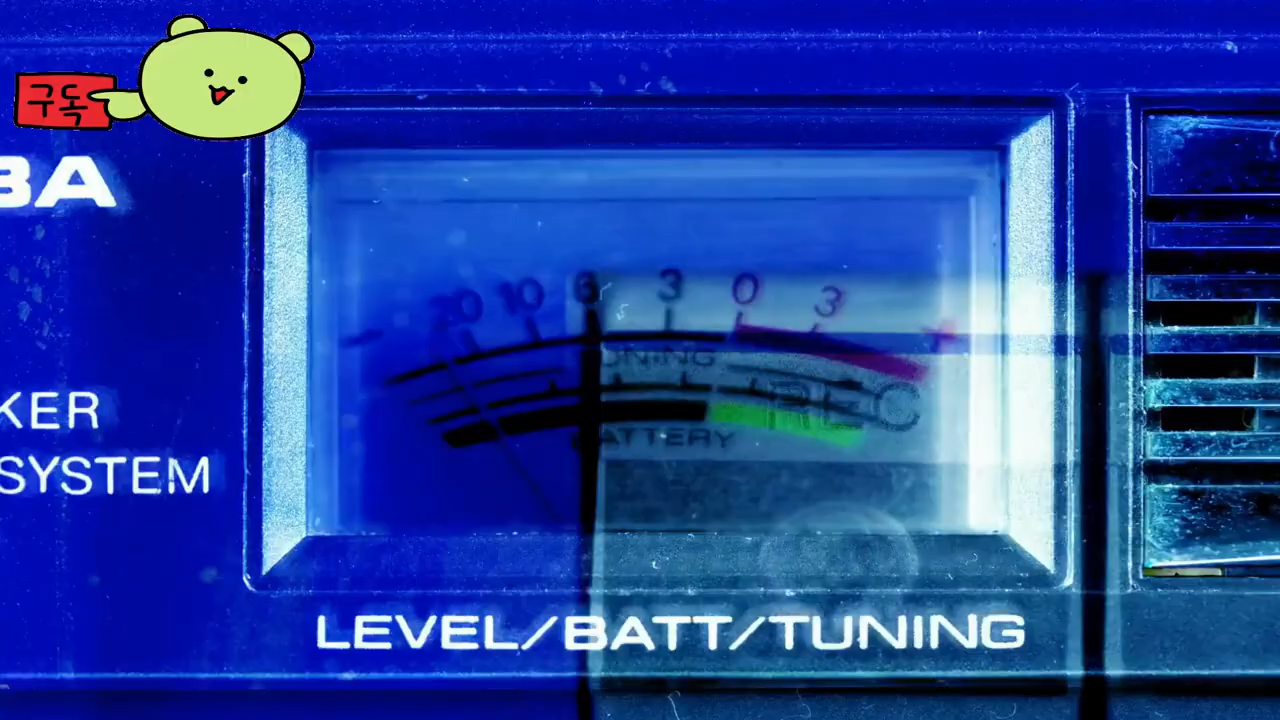 구독
BA
20 10 6 3 0 3 +
TUNING
REC
BATTERY
KER
SYSTEM
LEVEL/BATT/TUNING